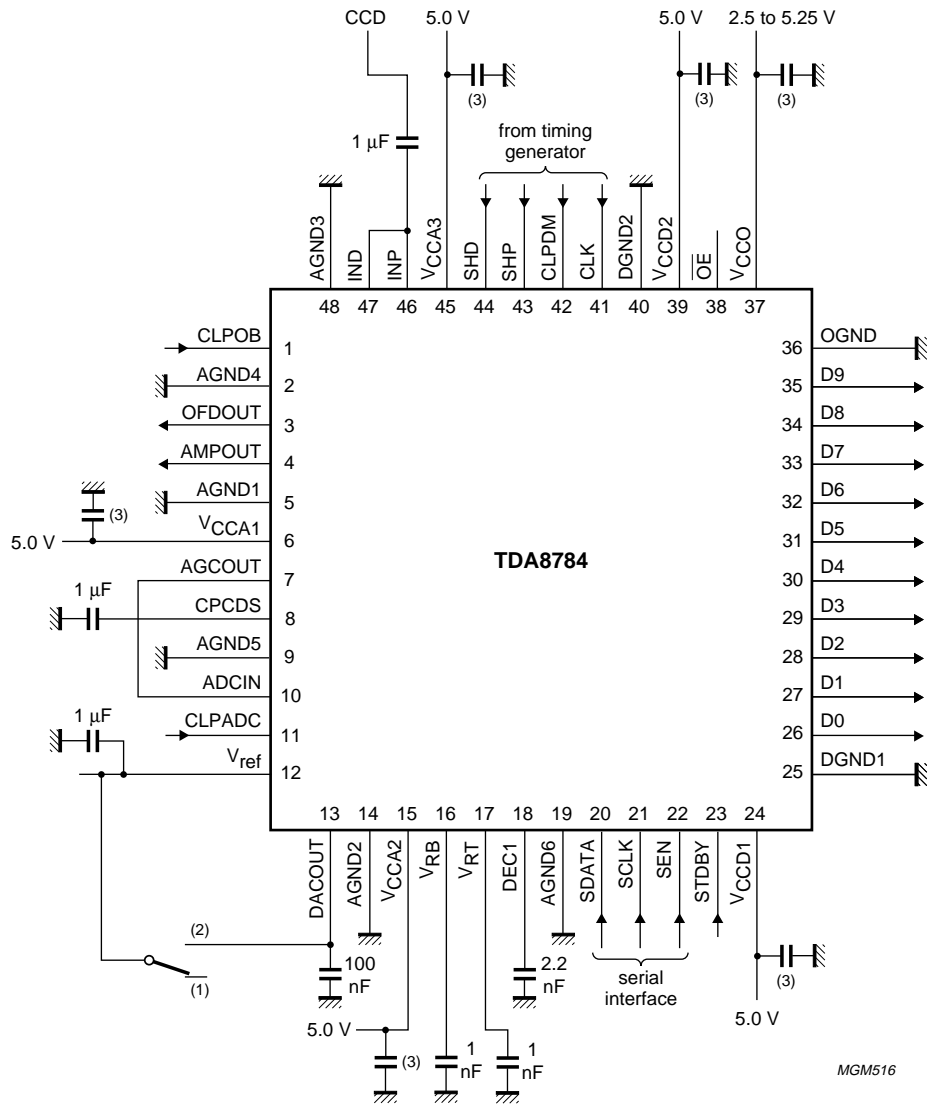 CCD
5.0 V
5.0 V
2.5 to 5.25 V
(3)
(3)
(3)
1 µF
from timing
generator
AGND3
IND
INP
VCCA3
SHD
SHP
CLPDM
CLK
DGND2
VCCD2
OE
VCCO
48
47
46
45
44
43
42
41
40
39
38
37
CLPOB
1
AGND4
2
OFDOUT
3
AMPOUT
4
AGND1
5
(3)
VCCA1
5.0 V
6
AGCOUT
7
1 µF
CPCDS
8
AGND5
9
ADCIN
10
1 µF
CLPADC
11
Vref
12
TDA8784
36
OGND
35
D9
34
D8
33
D7
32
D6
31
D5
30
D4
29
D3
28
D2
27
D1
26
D0
25
DGND1
13
14
15
16
17
18
19
20
21
22
23
24
DACOUT
AGND2
VCCA2
VRB
VRT
DEC1
AGND6
SDATA
SCLK
SEN
STDBY
VCCD1
(2)
(1)
100
nF
2.2
nF
serial
interface
(3)
5.0 V
5.0 V
(3)
1
nF
1
nF
MGM516